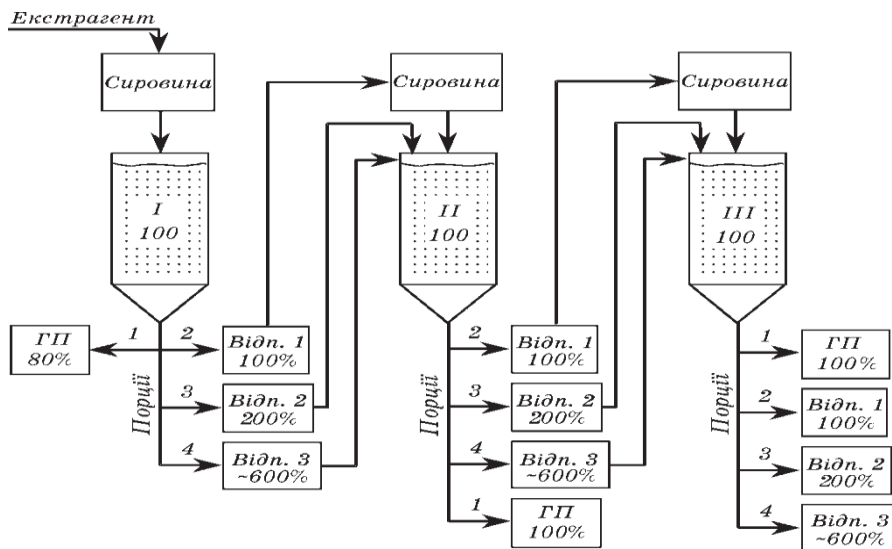 Екстрагент
Сировина
Сировина
Сировина
I
100
II
100
III
100
ГП
80%
1
2
Відп. 1
100%
3
Відп. 2
200%
4
Відп. 3
~600%
Порції
2
Відп. 1
100%
3
Відп. 2
200%
4
Відп. 3
~600%
1
ГП
100%
Порції
1
ГП
100%
2
Відп. 1
100%
3
Відп. 2
200%
4
Відп. 3
~600%
Порції